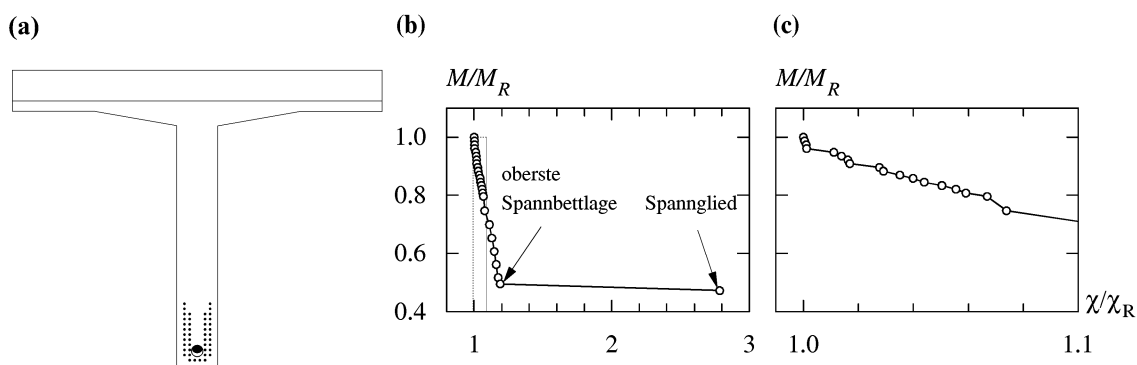 (a)
(b)
(c)
M/M_R
M/M_R
1.0
0.8
0.6
0.4
oberste
Spannbettlage
Spannglied
1
2
3
1.0
1.1
χ/χ_R